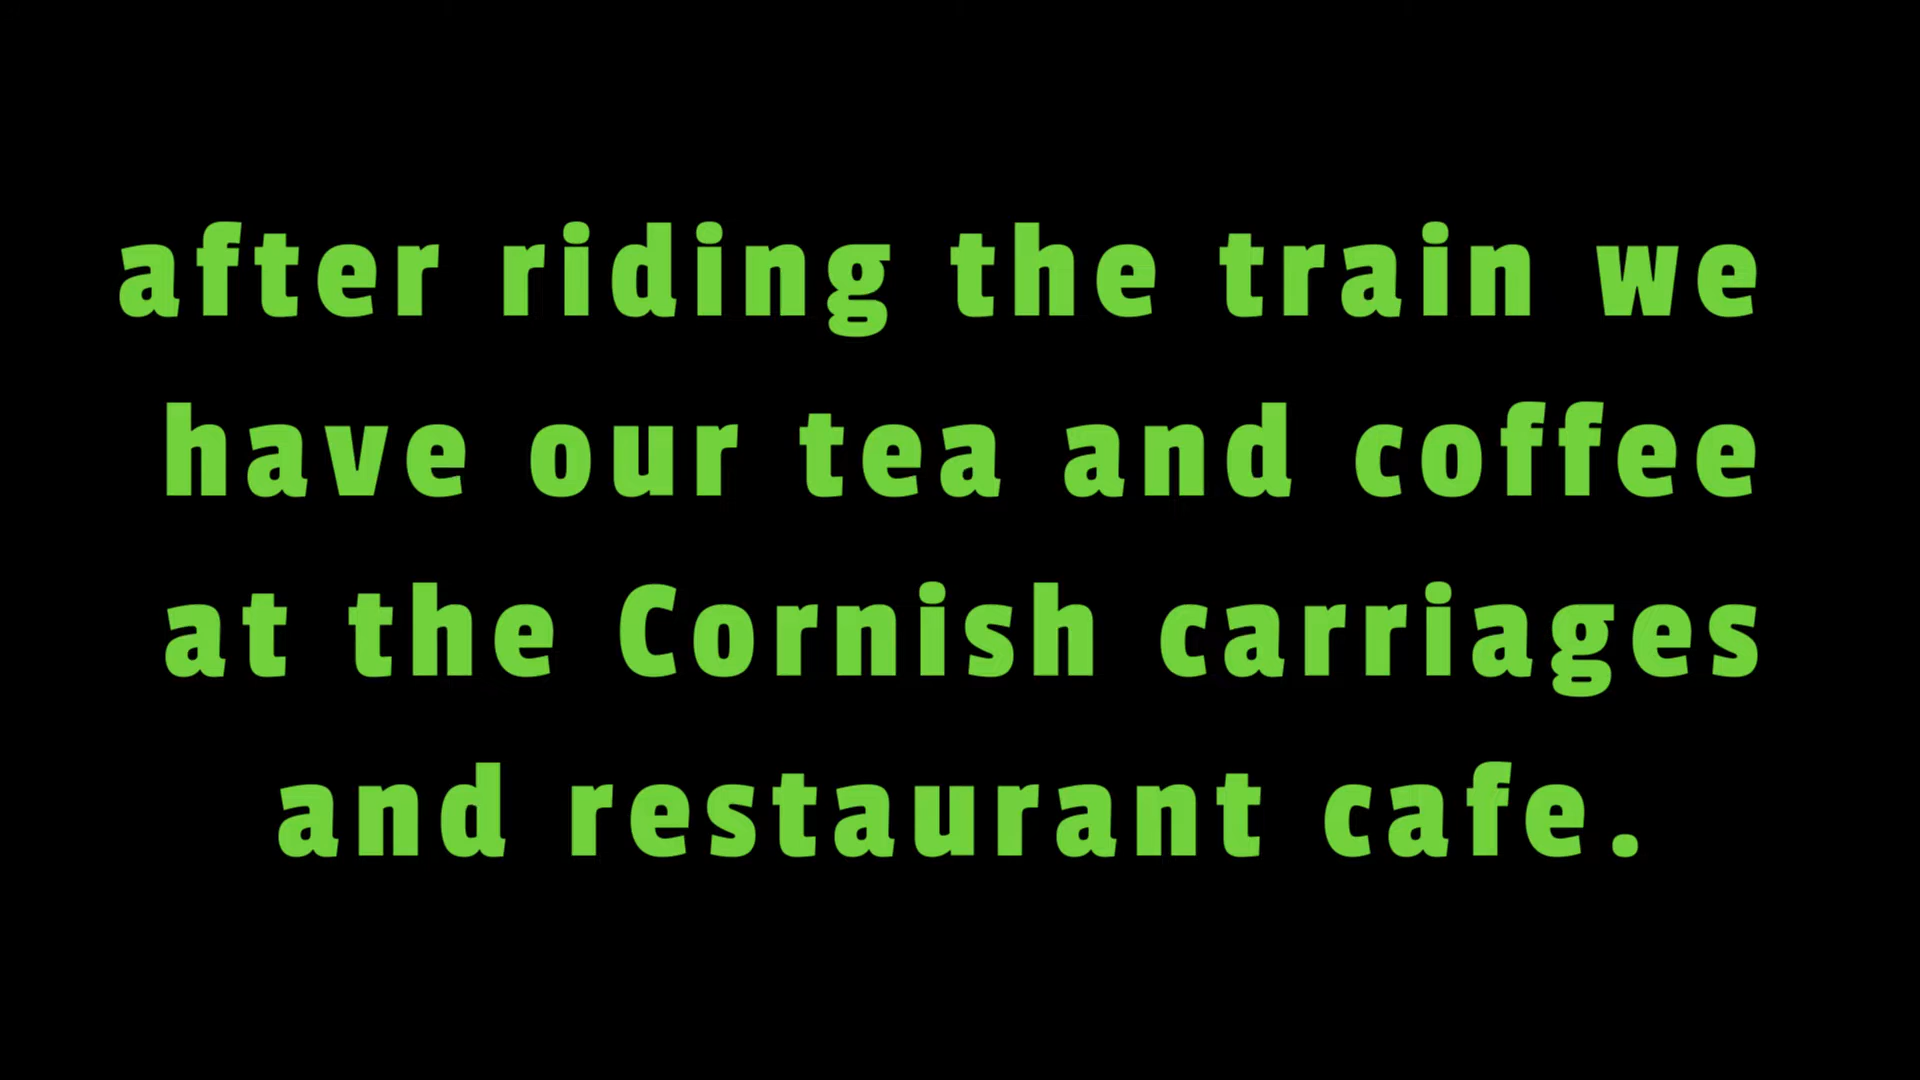 after riding the train we
have our tea and coffee
at the Cornish carriages
and restaurant cafe.